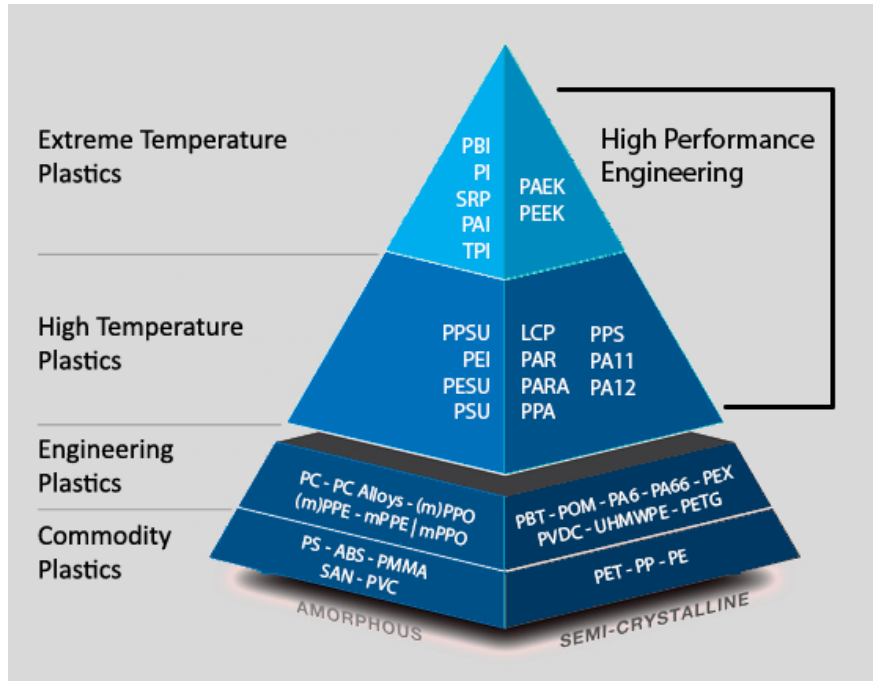 Extreme Temperature
Plastics
PBI
PI
SRP
PAI
TPI
PAEK
PEEK
High Performance
Engineering
High Temperature
Plastics
PPSU
PEI
PESU
PSU
LCP
PAR
PARA
PPA
PPS
PA11
PA12
Engineering
Plastics
PC - PC Alloys - (m)PPO
(m)PPE - mPPE | mPPO
PBT - POM - PA6 - PA66 - PEX
PVDC - UHMWPE - PETG
Commodity
Plastics
PS - ABS - PMMA
SAN - PVC
PET - PP - PE
AMORPHOUS
SEMI-CRYSTALLINE